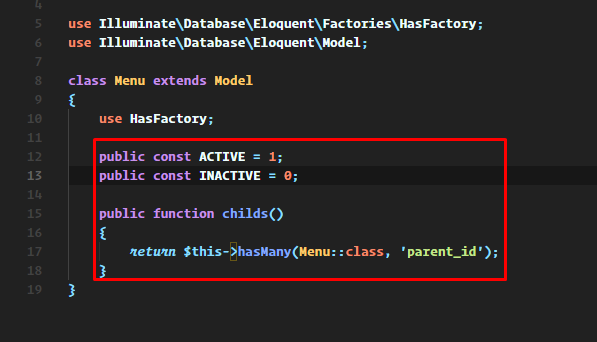 4
5 use Illuminate\Database\Eloquent\Factories\HasFactory;
6 use Illuminate\Database\Eloquent\Model;
7
8 class Menu extends Model
9 {
10 use HasFactory;
11
12 public const ACTIVE = 1;
13 public const INACTIVE = 0;
14
15 public function childs()
16 {
17 return $this->hasMany(Menu::class, 'parent_id');
18 }
19 }